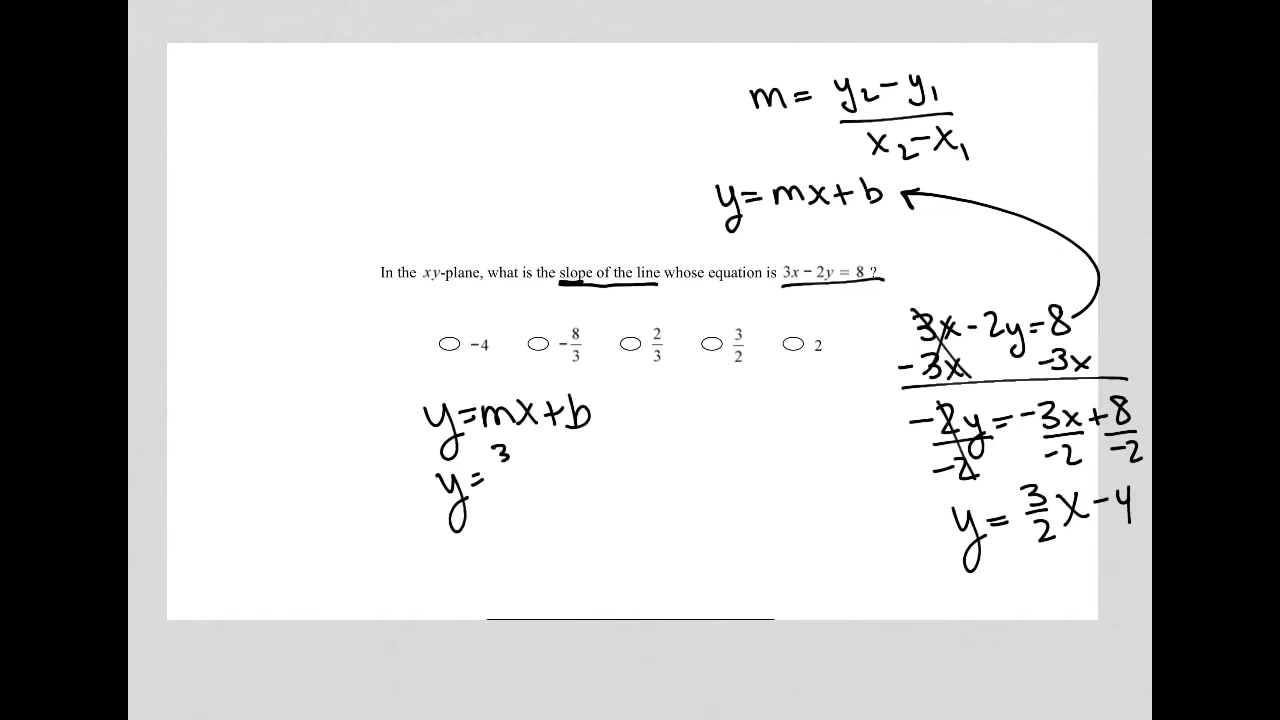 m = y₂ - y₁ / x₂ - x₁
y = mx + b
In the xy-plane, what is the slope of the line whose equation is 3x − 2y = 8 ?
−4   −8/3   2/3   3/2   2
3x - 2y = 8
-3x   -3x
-2y/-2 = -3x/-2 + 8/-2
y = 3/2 x - 4
y = mx + b
y = 3